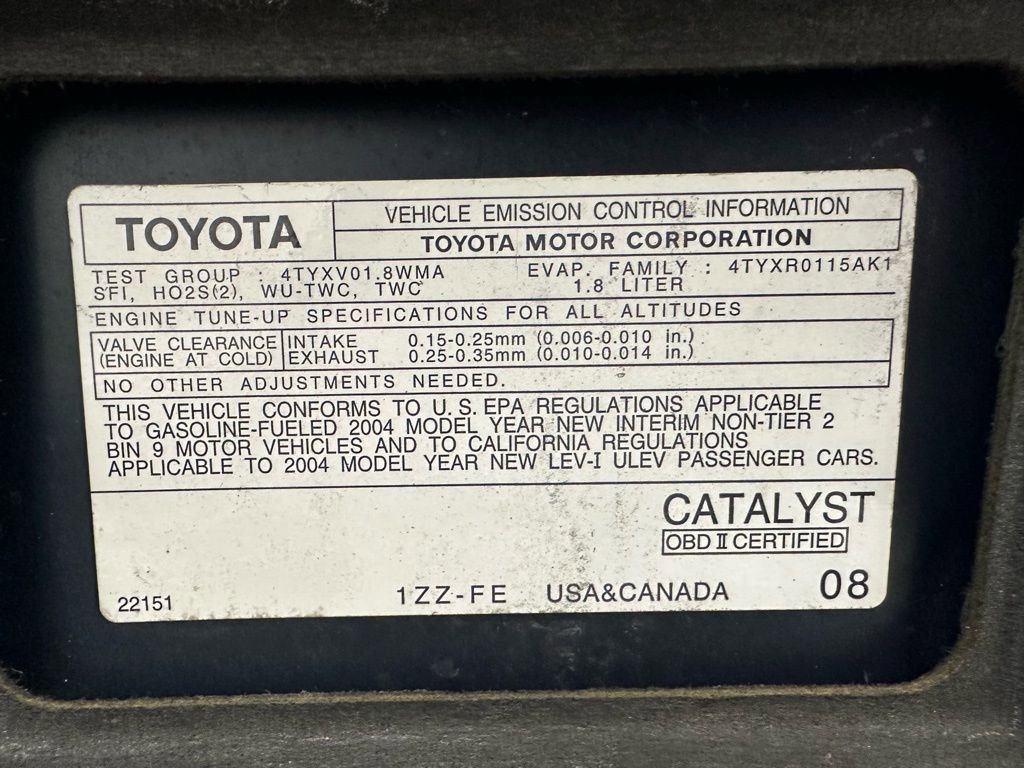 TOYOTA
VEHICLE EMISSION CONTROL INFORMATION
TOYOTA MOTOR CORPORATION
TEST GROUP : 4TYXV01.8WMA EVAP. FAMILY : 4TYXR0115AK1
SFI, HO2S(2), WU-TWC, TWC 1.8 LITER
ENGINE TUNE-UP SPECIFICATIONS FOR ALL ALTITUDES
VALVE CLEARANCE INTAKE 0.15-0.25mm (0.006-0.010 in.)
(ENGINE AT COLD) EXHAUST 0.25-0.35mm (0.010-0.014 in.)
NO OTHER ADJUSTMENTS NEEDED.
THIS VEHICLE CONFORMS TO U.S. EPA REGULATIONS APPLICABLE
TO GASOLINE-FUELED 2004 MODEL YEAR NEW INTERIM NON-TIER 2
BIN 9 MOTOR VEHICLES AND TO CALIFORNIA REGULATIONS
APPLICABLE TO 2004 MODEL YEAR NEW LEV-I ULEV PASSENGER CARS.
CATALYST
OBD II CERTIFIED
22151 1ZZ-FE USA&CANADA 08